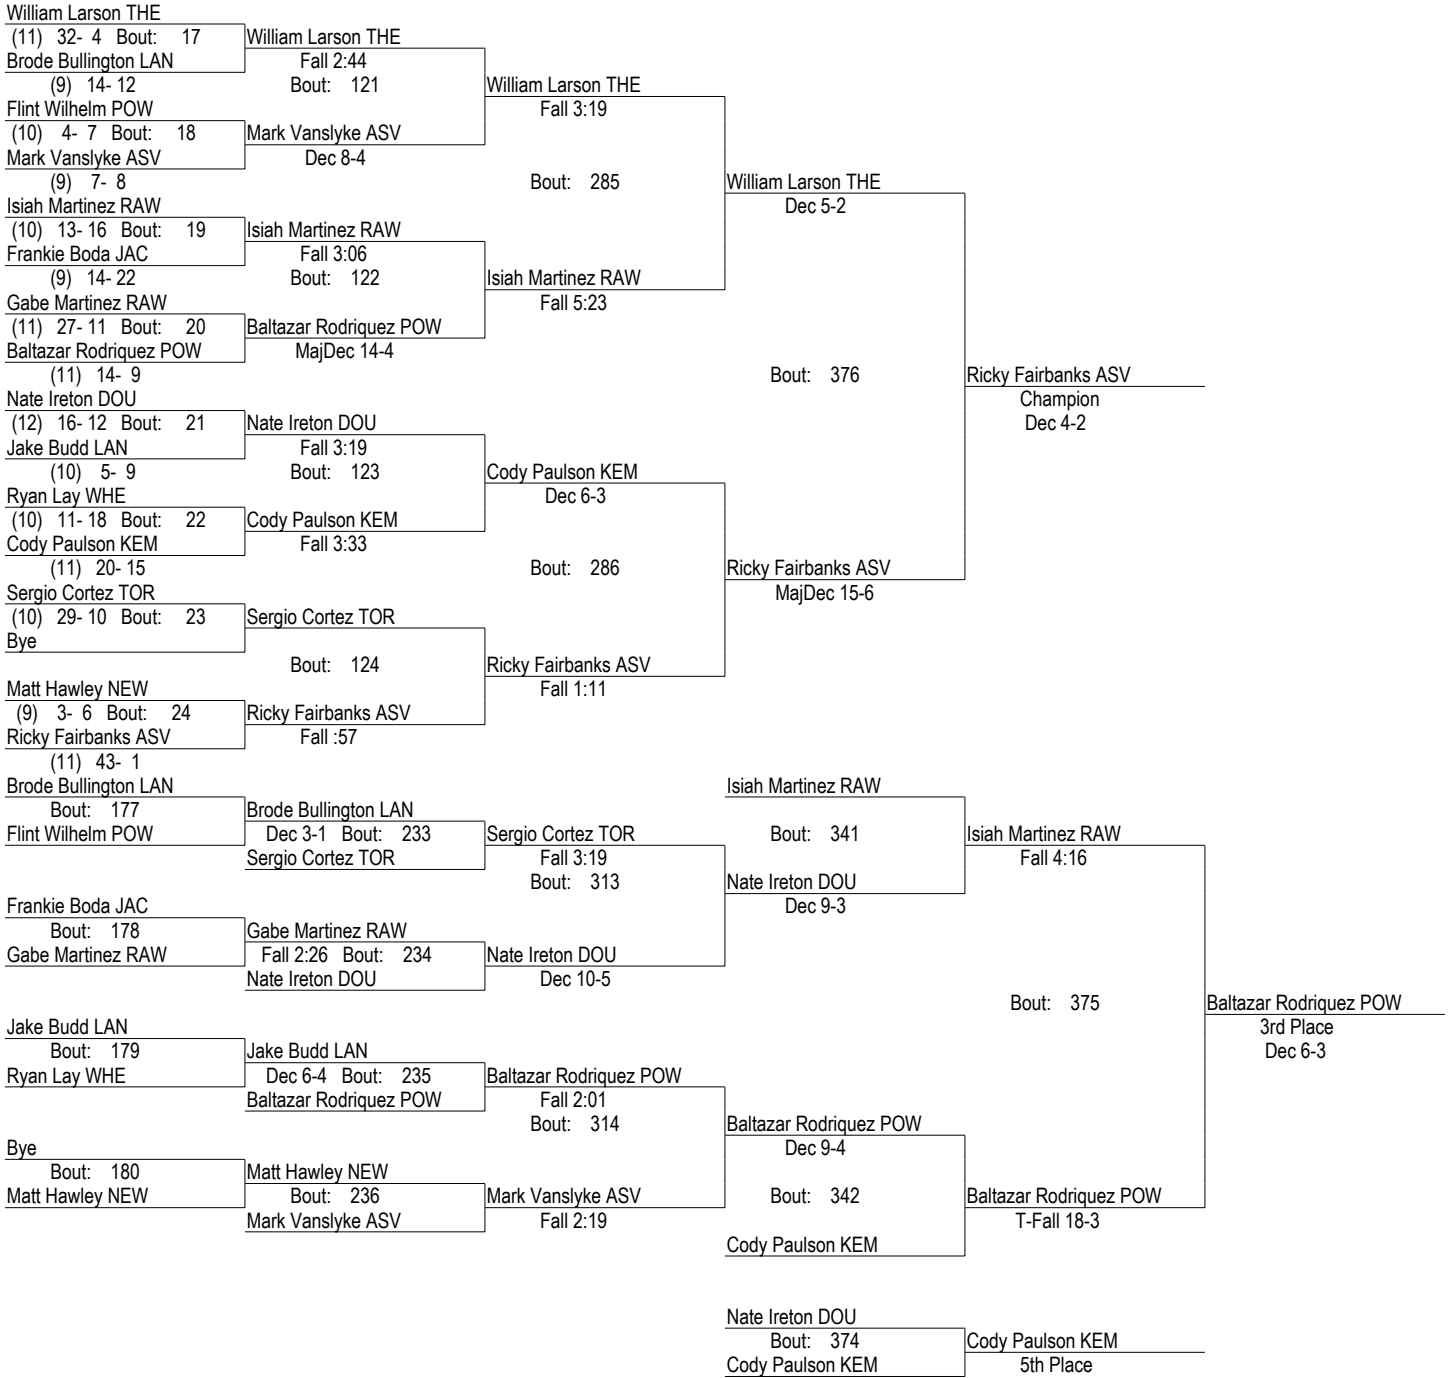 William Larson THE
(11) 32- 4 Bout: 17
William Larson THE
Brode Bullington LAN
Fall 2:44
(9) 14- 12
Bout: 121
William Larson THE
Flint Wilhelm POW
Fall 3:19
(10) 4- 7 Bout: 18
Mark Vanslyke ASV
Mark Vanslyke ASV
Dec 8-4
(9) 7- 8
Bout: 285
William Larson THE
Isiah Martinez RAW
Dec 5-2
(10) 13- 16 Bout: 19
Isiah Martinez RAW
Frankie Boda JAC
Fall 3:06
(9) 14- 22
Bout: 122
Isiah Martinez RAW
Gabe Martinez RAW
Fall 5:23
(11) 27- 11 Bout: 20
Baltazar Rodriquez POW
Baltazar Rodriquez POW
MajDec 14-4
(11) 14- 9
Bout: 376
Ricky Fairbanks ASV
Nate Ireton DOU
Champion
(12) 16- 12 Bout: 21
Nate Ireton DOU
Dec 4-2
Jake Budd LAN
Fall 3:19
(10) 5- 9
Bout: 123
Cody Paulson KEM
Ryan Lay WHE
Dec 6-3
(10) 11- 18 Bout: 22
Cody Paulson KEM
Cody Paulson KEM
Fall 3:33
(11) 20- 15
Bout: 286
Ricky Fairbanks ASV
Sergio Cortez TOR
MajDec 15-6
(10) 29- 10 Bout: 23
Sergio Cortez TOR
Bye
Bout: 124
Ricky Fairbanks ASV
Matt Hawley NEW
Fall 1:11
(9) 3- 6 Bout: 24
Ricky Fairbanks ASV
Ricky Fairbanks ASV
Fall :57
(11) 43- 1
Brode Bullington LAN
Isiah Martinez RAW
Bout: 177
Brode Bullington LAN
Flint Wilhelm POW
Dec 3-1 Bout: 233
Sergio Cortez TOR
Bout: 341
Isiah Martinez RAW
Sergio Cortez TOR
Fall 3:19
Fall 4:16
Bout: 313
Nate Ireton DOU
Frankie Boda JAC
Dec 9-3
Bout: 178
Gabe Martinez RAW
Gabe Martinez RAW
Fall 2:26 Bout: 234
Nate Ireton DOU
Nate Ireton DOU
Dec 10-5
Bout: 375
Baltazar Rodriquez POW
Jake Budd LAN
3rd Place
Bout: 179
Jake Budd LAN
Dec 6-3
Ryan Lay WHE
Dec 6-4 Bout: 235
Baltazar Rodriquez POW
Baltazar Rodriquez POW
Fall 2:01
Bout: 314
Baltazar Rodriquez POW
Bye
Dec 9-4
Bout: 180
Matt Hawley NEW
Matt Hawley NEW
Bout: 236
Mark Vanslyke ASV
Bout: 342
Baltazar Rodriquez POW
Mark Vanslyke ASV
Fall 2:19
T-Fall 18-3
Cody Paulson KEM
Nate Ireton DOU
Bout: 374
Cody Paulson KEM
Cody Paulson KEM
5th Place